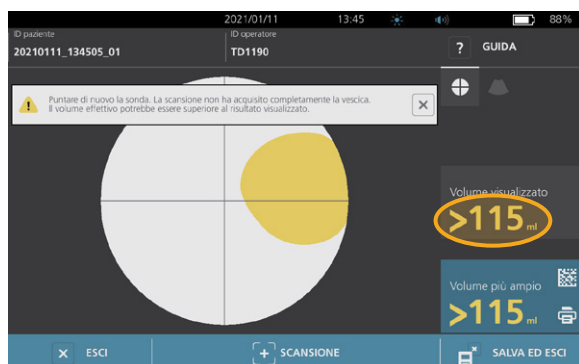 2021/01/11 13:45 88%
ID paziente
20210111_134505_01
ID operatore
TD1190
? GUIDA
Puntare di nuovo la sonda. La scansione non ha acquisito completamente la vescica.
Il volume effettivo potrebbe essere superiore al risultato visualizzato.
Volume visualizzato
>115 ml
Volume più ampio
>115 ml
ESCI
SCANSIONE
SALVA ED ESCI